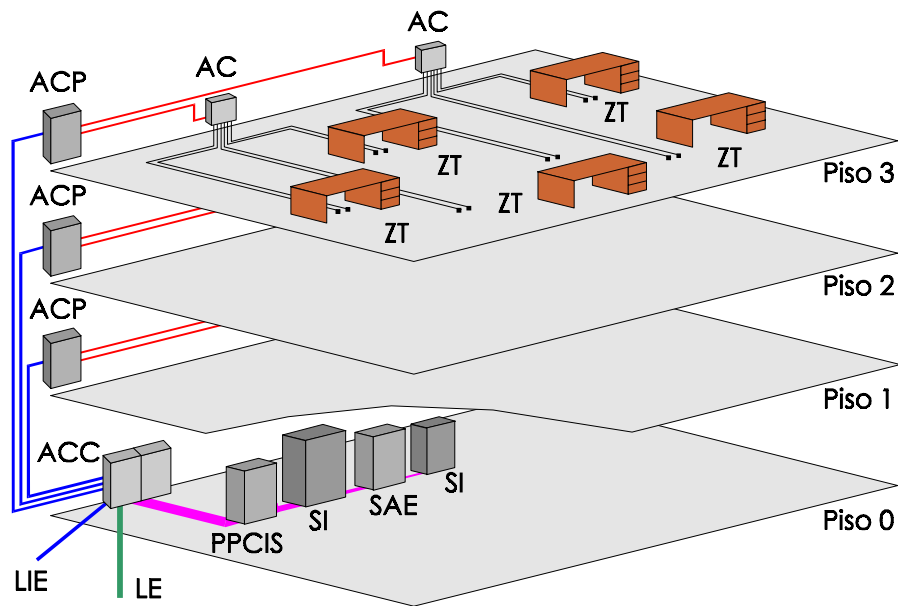 AC
AC
ACP
ZT
ZT
ZT
Piso 3
ACP
ZT
ZT
Piso 2
ACP
Piso 1
ACC
SI
SAE
SI
PPCIS
Piso 0
LIE
LE